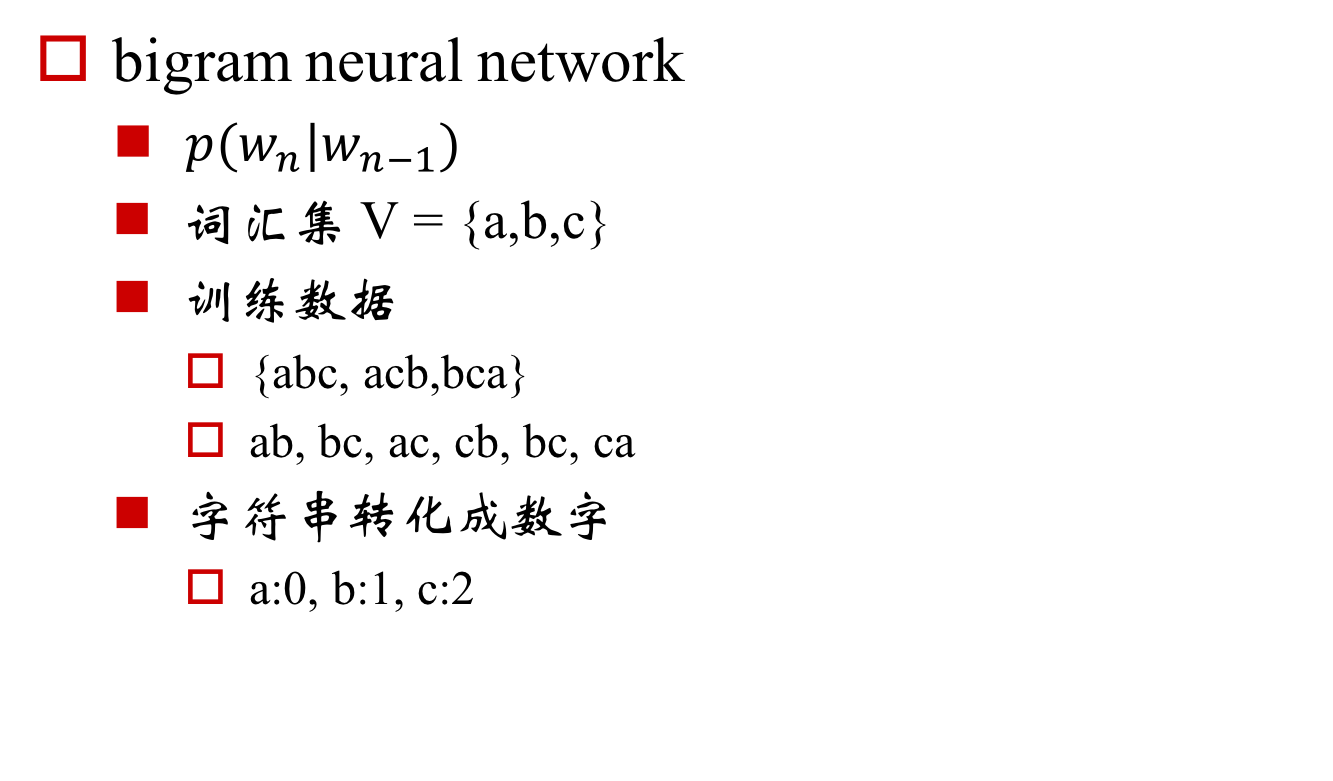 bigram neural network
p(wₙ|wₙ₋₁)
词汇集 V = {a,b,c}
训练数据
{abc, acb,bca}
ab, bc, ac, cb, bc, ca
字符串转化成数字
a:0, b:1, c:2